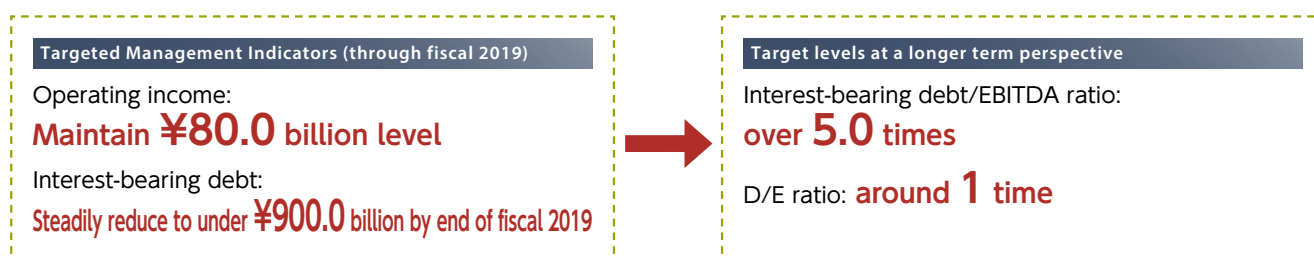 Targeted Management Indicators (through fiscal 2019)
Operating income:
Maintain ¥80.0 billion level
Interest-bearing debt:
Steadily reduce to under ¥900.0 billion by end of fiscal 2019
Target levels at a longer term perspective
Interest-bearing debt/EBITDA ratio:
over 5.0 times
D/E ratio: around 1 time